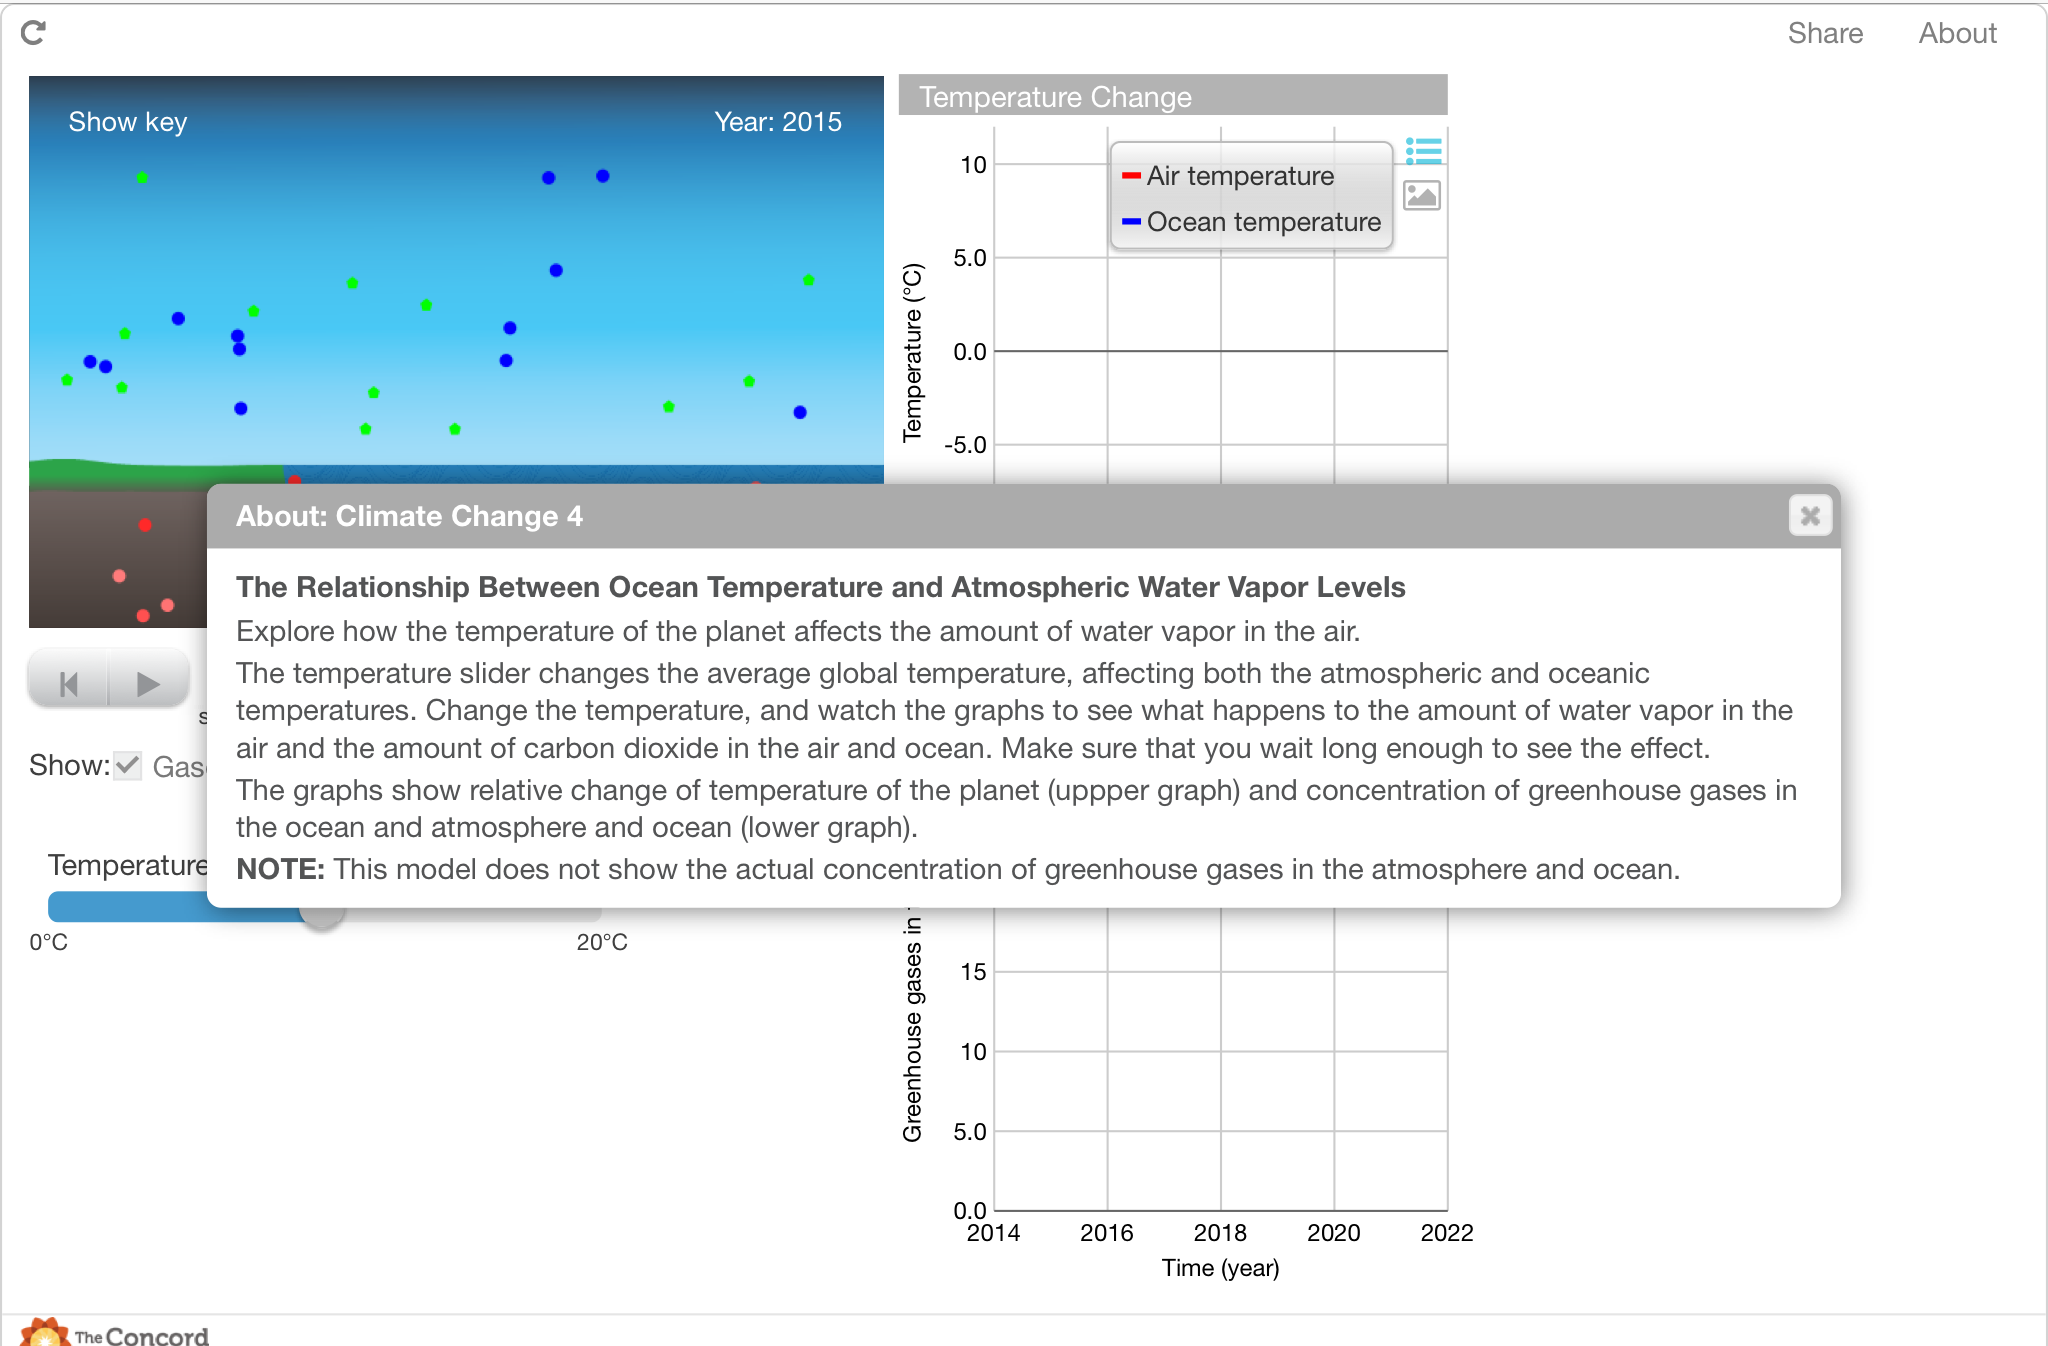 Share About
Show key Year: 2015
Temperature Change
10
Air temperature
Ocean temperature
5.0
0.0
-5.0
Temperature (°C)
About: Climate Change 4
The Relationship Between Ocean Temperature and Atmospheric Water Vapor Levels
Explore how the temperature of the planet affects the amount of water vapor in the air.
The temperature slider changes the average global temperature, affecting both the atmospheric and oceanic
temperatures. Change the temperature, and watch the graphs to see what happens to the amount of water vapor in the
air and the amount of carbon dioxide in the air and ocean. Make sure that you wait long enough to see the effect.
The graphs show relative change of temperature of the planet (uppper graph) and concentration of greenhouse gases in
the ocean and atmosphere and ocean (lower graph).
NOTE: This model does not show the actual concentration of greenhouse gases in the atmosphere and ocean.
s
Show: Gas
Temperature
0°C 20°C
Greenhouse gases in
15
10
5.0
0.0
2014 2016 2018 2020 2022
Time (year)
The Concord